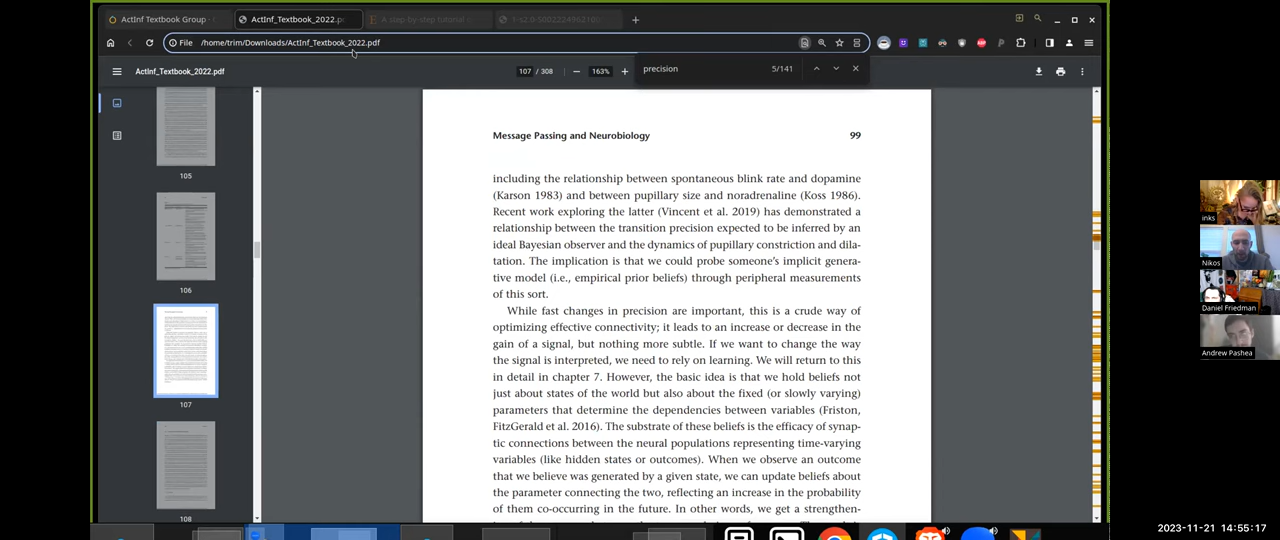 ActInf Textbook Group -
ActInf_Textbook_2022.pdf
A step-by-step tutorial
1-s2.0-S0022249621000
File /home/trim/Downloads/ActInf_Textbook_2022.pdf
ActInf_Textbook_2022.pdf
107 / 308
163%
precision
5/141
105
106
107
108
Message Passing and Neurobiology 99
including the relationship between spontaneous blink rate and dopamine
(Karson 1983) and between pupillary size and noradrenaline (Koss 1986).
Recent work exploring the latter (Vincent et al. 2019) has demonstrated a
relationship between the transition precision expected to be inferred by an
ideal Bayesian observer and the dynamics of pupillary constriction and dila-
tation. The implication is that we could probe someone's implicit genera-
tive model (i.e., empirical prior beliefs) through peripheral measurements
of this sort.
While fast changes in precision are important, this is a crude way of
optimizing effective connectivity; it leads to an increase or decrease in the
gain of a signal, but nothing more subtle. If we want to change the way
the signal is interpreted, we need to rely on learning. We will return to this
in detail in chapter 7. However, the basic idea is that we hold beliefs not
just about states of the world but also about the fixed (or slowly varying)
parameters that determine the dependencies between variables (Friston,
FitzGerald et al. 2016). The substrate of these beliefs is the efficacy of synap-
tic connections between the neural populations representing time-varying
variables (like hidden states or outcomes). When we observe an outcome
that we believe was generated by a given state, we can update beliefs about
the parameter connecting the two, reflecting an increase in the probability
of them co-occurring in the future. In other words, we get a strengthen-
inks
Nikos
Daniel Friedman
Andrew Pashea
2023-11-21 14:55:17